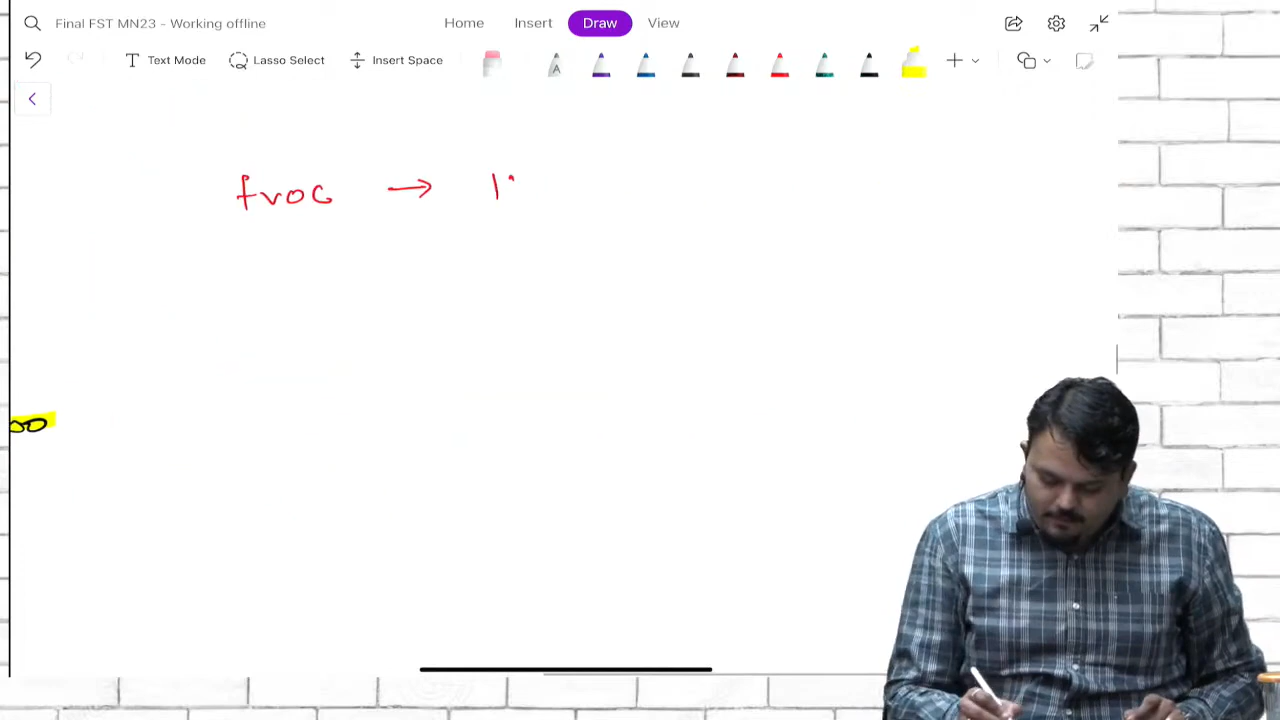 Final FST MN23 - Working offline
Home Insert Draw View
Text Mode Lasso Select Insert Space
A
fvoc →
∞